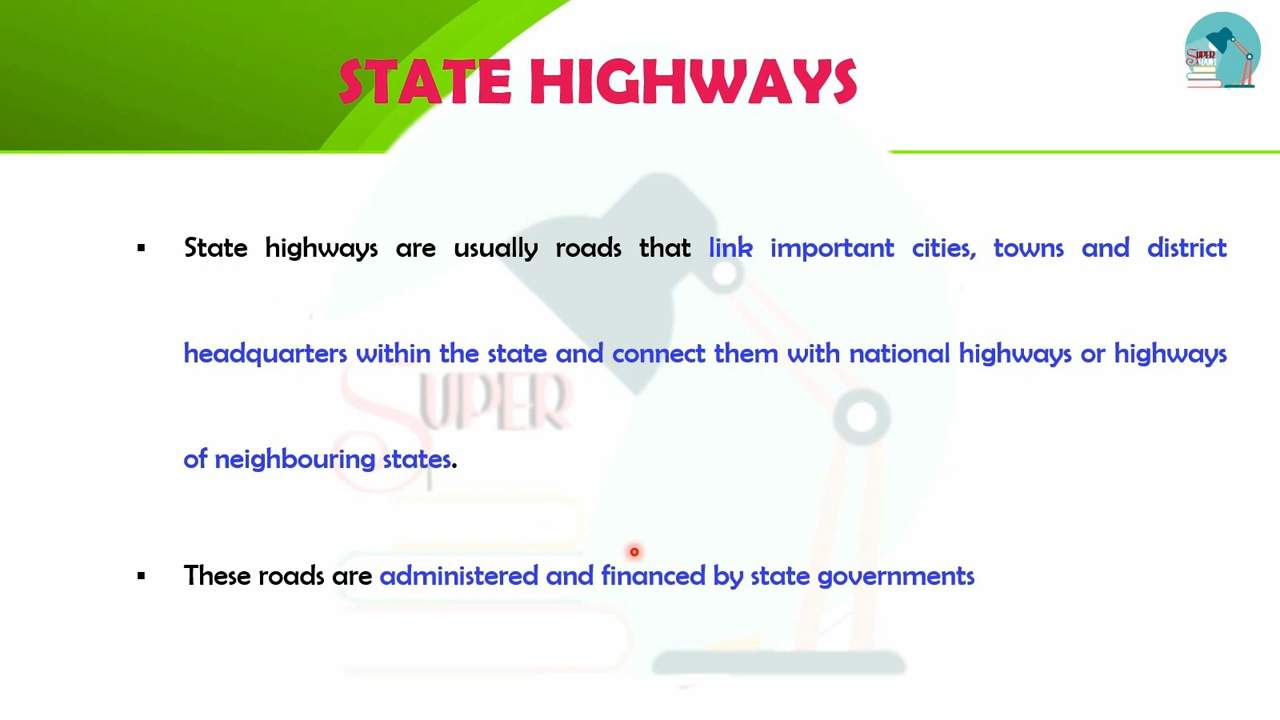 STATE HIGHWAYS
▪ State highways are usually roads that link important cities, towns and district
headquarters within the state and connect them with national highways or highways
of neighbouring states.
▪ These roads are administered and financed by state governments
SUPER
SUPER